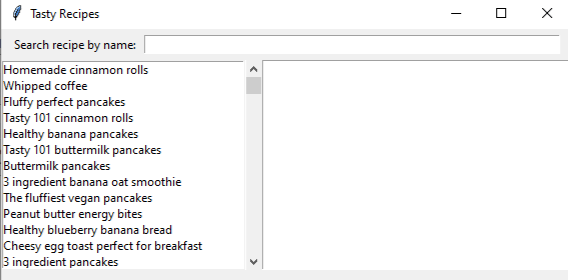 Tasty Recipes
Search recipe by name:
Homemade cinnamon rolls
Whipped coffee
Fluffy perfect pancakes
Tasty 101 cinnamon rolls
Healthy banana pancakes
Tasty 101 buttermilk pancakes
Buttermilk pancakes
3 ingredient banana oat smoothie
The fluffiest vegan pancakes
Peanut butter energy bites
Healthy blueberry banana bread
Cheesy egg toast perfect for breakfast
3 ingredient pancakes